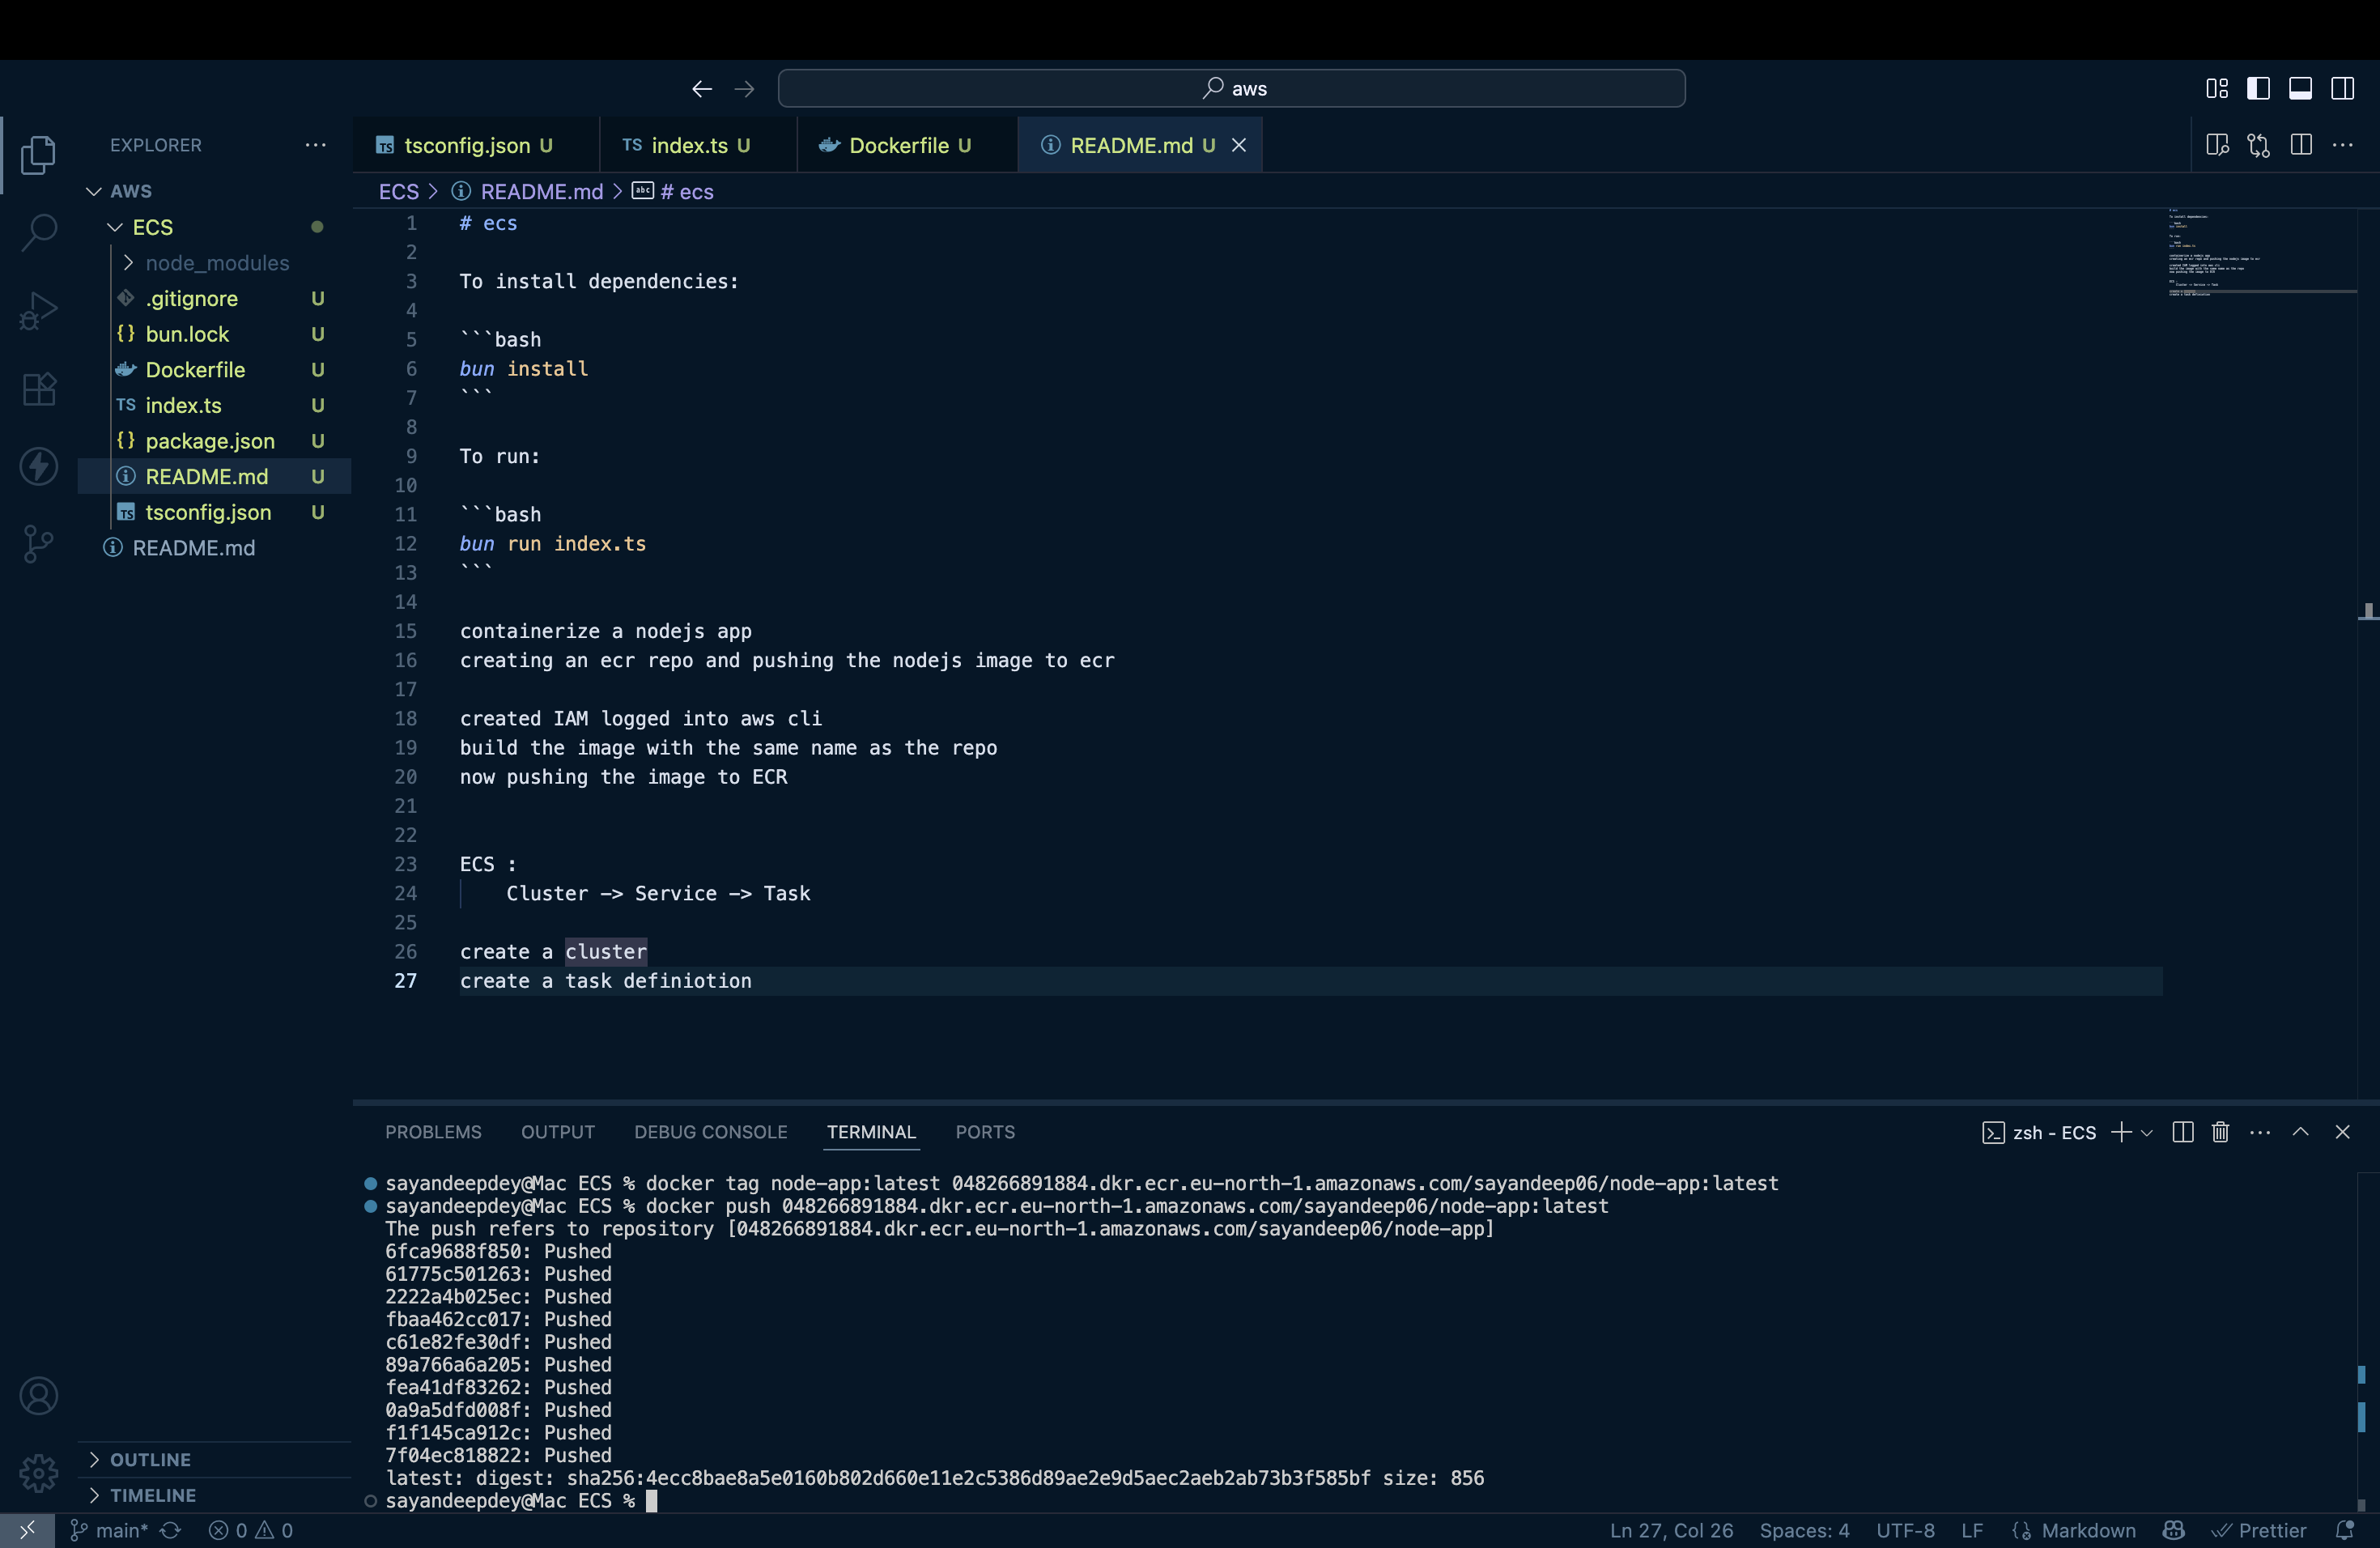 aws
EXPLORER
AWS
ECS
node_modules
.gitignore U
{} bun.lock U
Dockerfile U
TS index.ts U
{} package.json U
README.md U
TS tsconfig.json U
README.md
OUTLINE
TIMELINE
TS tsconfig.json U
TS index.ts U
Dockerfile U
README.md U
ECS > README.md > abc # ecs
1 # ecs
2
3 To install dependencies:
4
5 ```bash
6 bun install
7 ```
8
9 To run:
10
11 ```bash
12 bun run index.ts
13 ```
14
15 containerize a nodejs app
16 creating an ecr repo and pushing the nodejs image to ecr
17
18 created IAM logged into aws cli
19 build the image with the same name as the repo
20 now pushing the image to ECR
21
22
23 ECS :
24 Cluster -> Service -> Task
25
26 create a cluster
27 create a task definiotion
PROBLEMS OUTPUT DEBUG CONSOLE TERMINAL PORTS
zsh - ECS
sayandeepdey@Mac ECS % docker tag node-app:latest 048266891884.dkr.ecr.eu-north-1.amazonaws.com/sayandeep06/node-app:latest
sayandeepdey@Mac ECS % docker push 048266891884.dkr.ecr.eu-north-1.amazonaws.com/sayandeep06/node-app:latest
The push refers to repository [048266891884.dkr.ecr.eu-north-1.amazonaws.com/sayandeep06/node-app]
6fca9688f850: Pushed
61775c501263: Pushed
2222a4b025ec: Pushed
fbaa462cc017: Pushed
c61e82fe30df: Pushed
89a766a6a205: Pushed
fea41df83262: Pushed
0a9a5dfd008f: Pushed
f1f145ca912c: Pushed
7f04ec818822: Pushed
latest: digest: sha256:4ecc8bae8a5e0160b802d660e11e2c5386d89ae2e9d5aec2aeb2ab73b3f585bf size: 856
sayandeepdey@Mac ECS %
main* 0 0
Ln 27, Col 26 Spaces: 4 UTF-8 LF Markdown Prettier